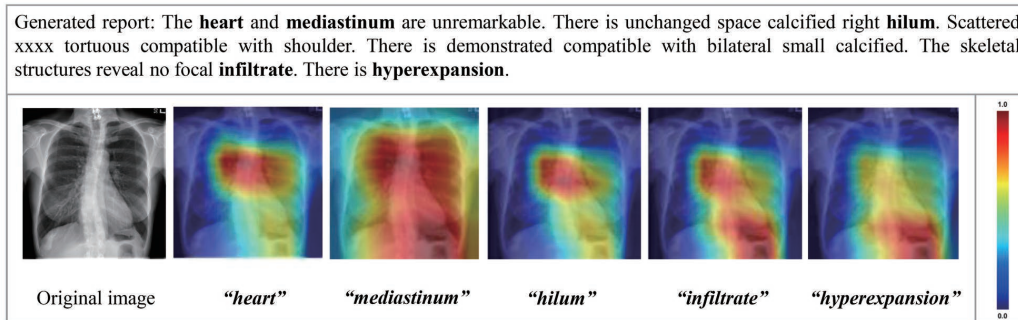 Generated report: The heart and mediastinum are unremarkable. There is unchanged space calcified right hilum. Scattered
xxxx tortuous compatible with shoulder. There is demonstrated compatible with bilateral small calcified. The skeletal
structures reveal no focal infiltrate. There is hyperexpansion.
1.0
0.0
Original image
“heart”
“mediastinum”
“hilum”
“infiltrate”
“hyperexpansion”